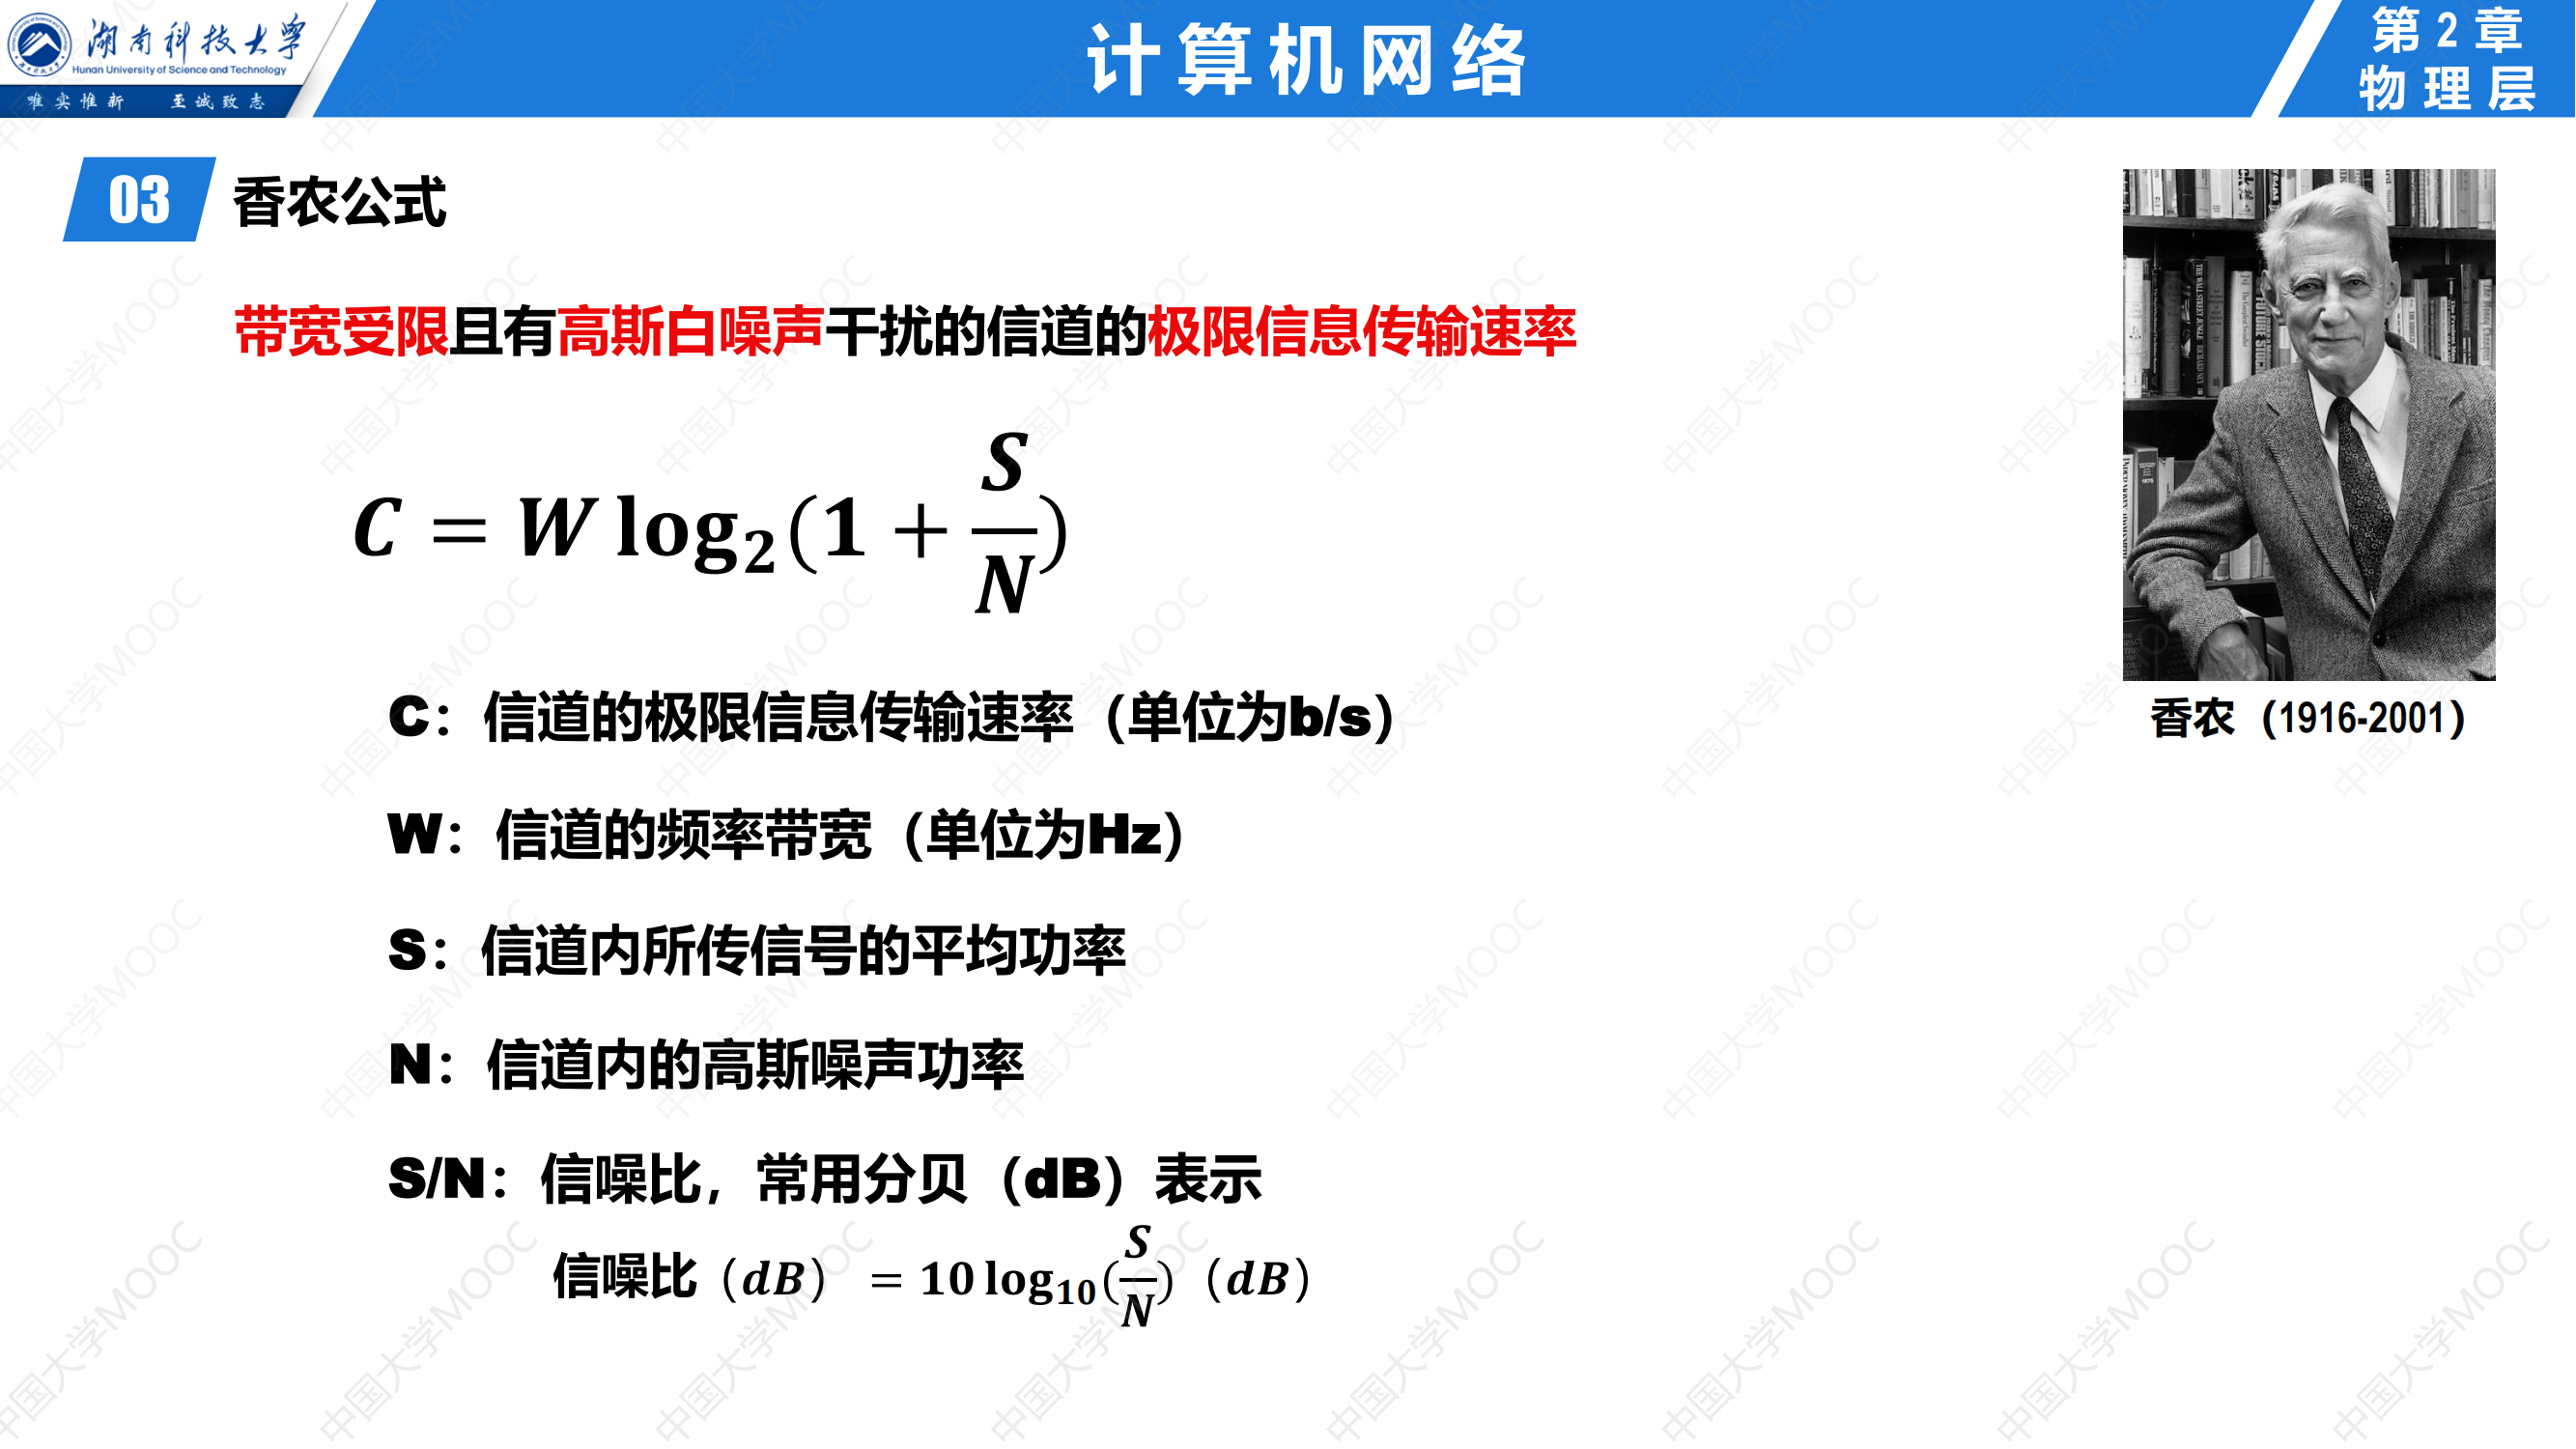 湖南科技大学
Hunan University of Science and Technology
唯实惟新 至诚致志
计算机网络
第2章
物理层
03 香农公式
带宽受限且有高斯白噪声干扰的信道的极限信息传输速率
C = W log₂(1 + S/N)
C：信道的极限信息传输速率（单位为b/s）
W：信道的频率带宽（单位为Hz）
S：信道内所传信号的平均功率
N：信道内的高斯噪声功率
S/N：信噪比，常用分贝（dB）表示
信噪比（dB） = 10 log₁₀(S/N)（dB）
香农（1916-2001）
中国大学MOOC